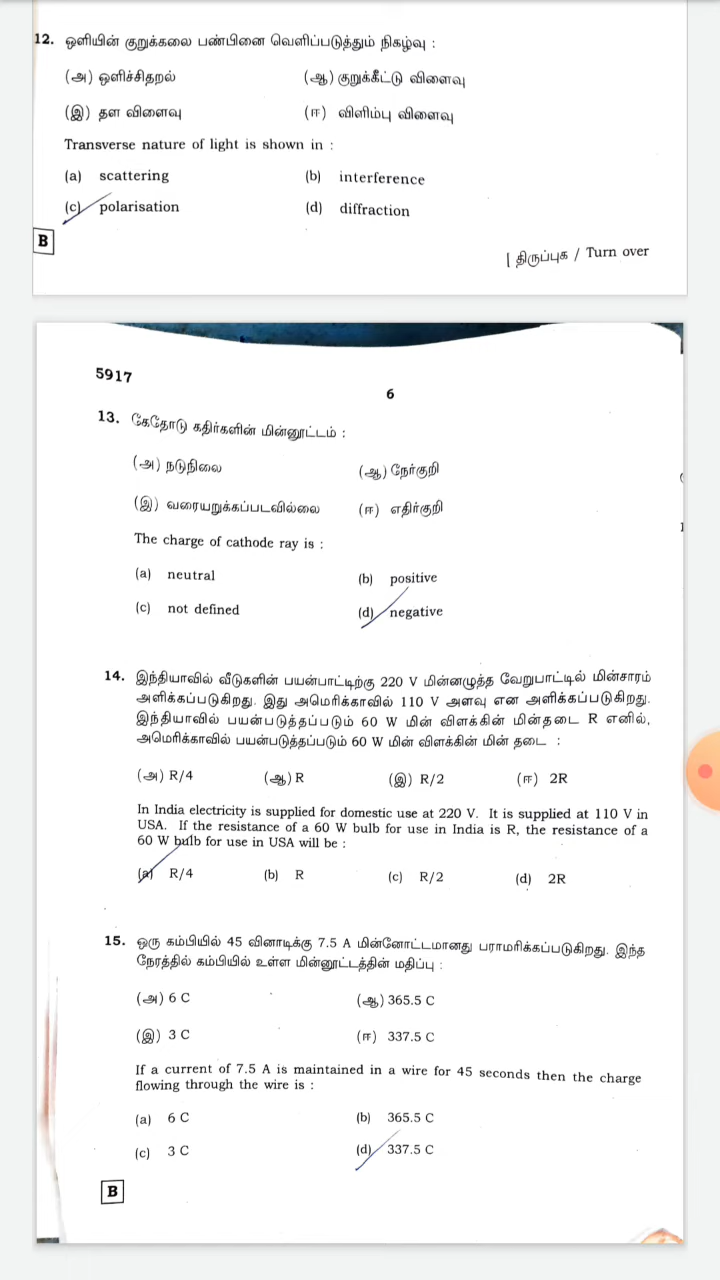 12. ஒளியின் குறுக்கலை பண்பினை வெளிப்படுத்தும் நிகழ்வு :
(அ) ஒளிச்சிதறல் (ஆ) குறுக்கீட்டு விளைவு
(இ) தள விளைவு (ஈ) விளிம்பு விளைவு
Transverse nature of light is shown in :
(a) scattering (b) interference
(c) polarisation (d) diffraction
B
[ திருப்புக / Turn over
5917
6
13. கேதோடு கதிர்களின் மின்னூட்டம் :
(அ) நடுநிலை (ஆ) நேர்குறி
(இ) வரையறுக்கப்படவில்லை (ஈ) எதிர்குறி
The charge of cathode ray is :
(a) neutral (b) positive
(c) not defined (d) negative
14. இந்தியாவில் வீடுகளின் பயன்பாட்டிற்கு 220 V மின்னழுத்த வேறுபாட்டில் மின்சாரம்
அளிக்கப்படுகிறது. இது அமெரிக்காவில் 110 V அளவு என அளிக்கப்படுகிறது.
இந்தியாவில் பயன்படுத்தப்படும் 60 W மின் விளக்கின் மின்தடை R எனில்,
அமெரிக்காவில் பயன்படுத்தப்படும் 60 W மின் விளக்கின் மின் தடை :
(அ) R/4 (ஆ) R (இ) R/2 (ஈ) 2R
In India electricity is supplied for domestic use at 220 V. It is supplied at 110 V in
USA. If the resistance of a 60 W bulb for use in India is R, the resistance of a
60 W bulb for use in USA will be :
(a) R/4 (b) R (c) R/2 (d) 2R
15. ஒரு கம்பியில் 45 வினாடிக்கு 7.5 A மின்னோட்டமானது பராமரிக்கப்படுகிறது. இந்த
நேரத்தில் கம்பியில் உள்ள மின்னூட்டத்தின் மதிப்பு :
(அ) 6 C (ஆ) 365.5 C
(இ) 3 C (ஈ) 337.5 C
If a current of 7.5 A is maintained in a wire for 45 seconds then the charge
flowing through the wire is :
(a) 6 C (b) 365.5 C
(c) 3 C (d) 337.5 C
B